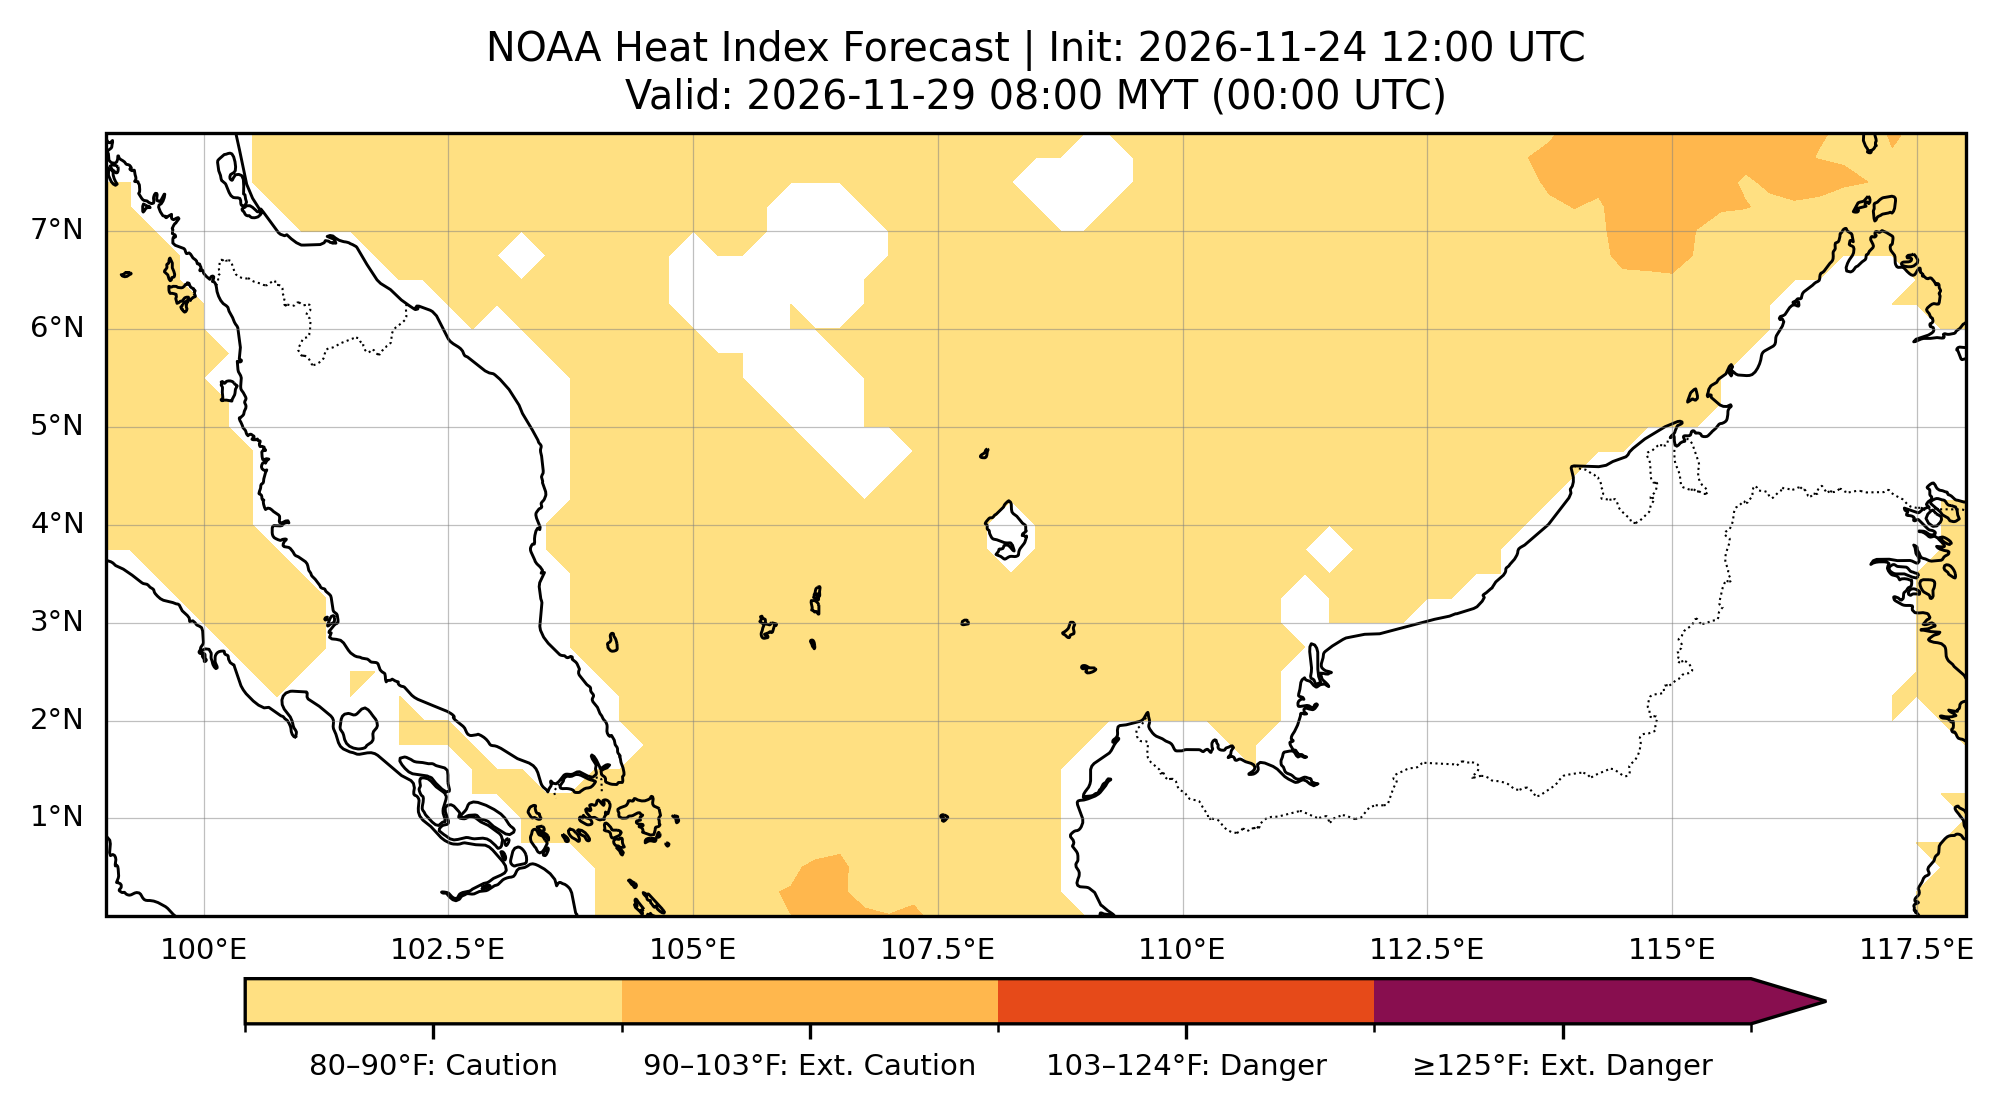 NOAA Heat Index Forecast | Init: 2026-11-24 12:00 UTC
Valid: 2026-11-29 08:00 MYT (00:00 UTC)
7°N
6°N
5°N
4°N
3°N
2°N
1°N
100°E 102.5°E 105°E 107.5°E 110°E 112.5°E 115°E 117.5°E
80–90°F: Caution 90–103°F: Ext. Caution 103–124°F: Danger ≥125°F: Ext. Danger